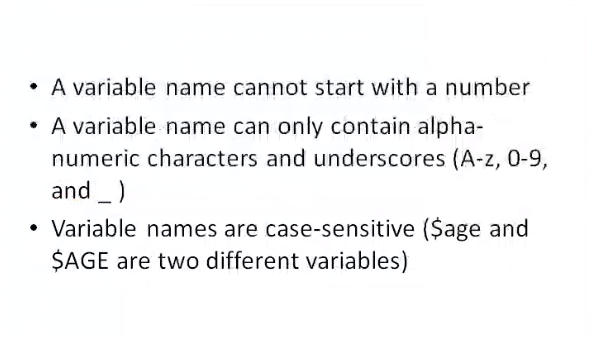 • A variable name cannot start with a number
• A variable name can only contain alpha-
numeric characters and underscores (A-z, 0-9,
and _ )
• Variable names are case-sensitive ($age and
$AGE are two different variables)